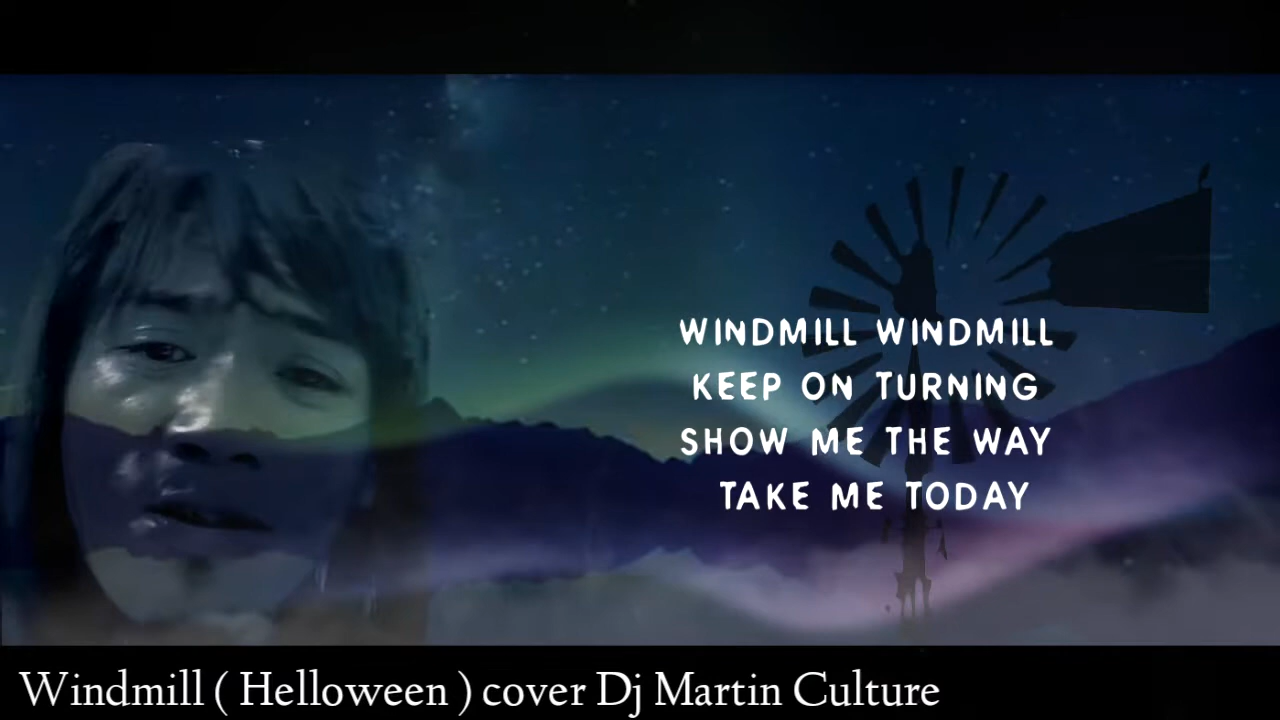 WINDMILL WINDMILL
KEEP ON TURNING
SHOW ME THE WAY
TAKE ME TODAY
Windmill ( Helloween ) cover Dj Martin Culture